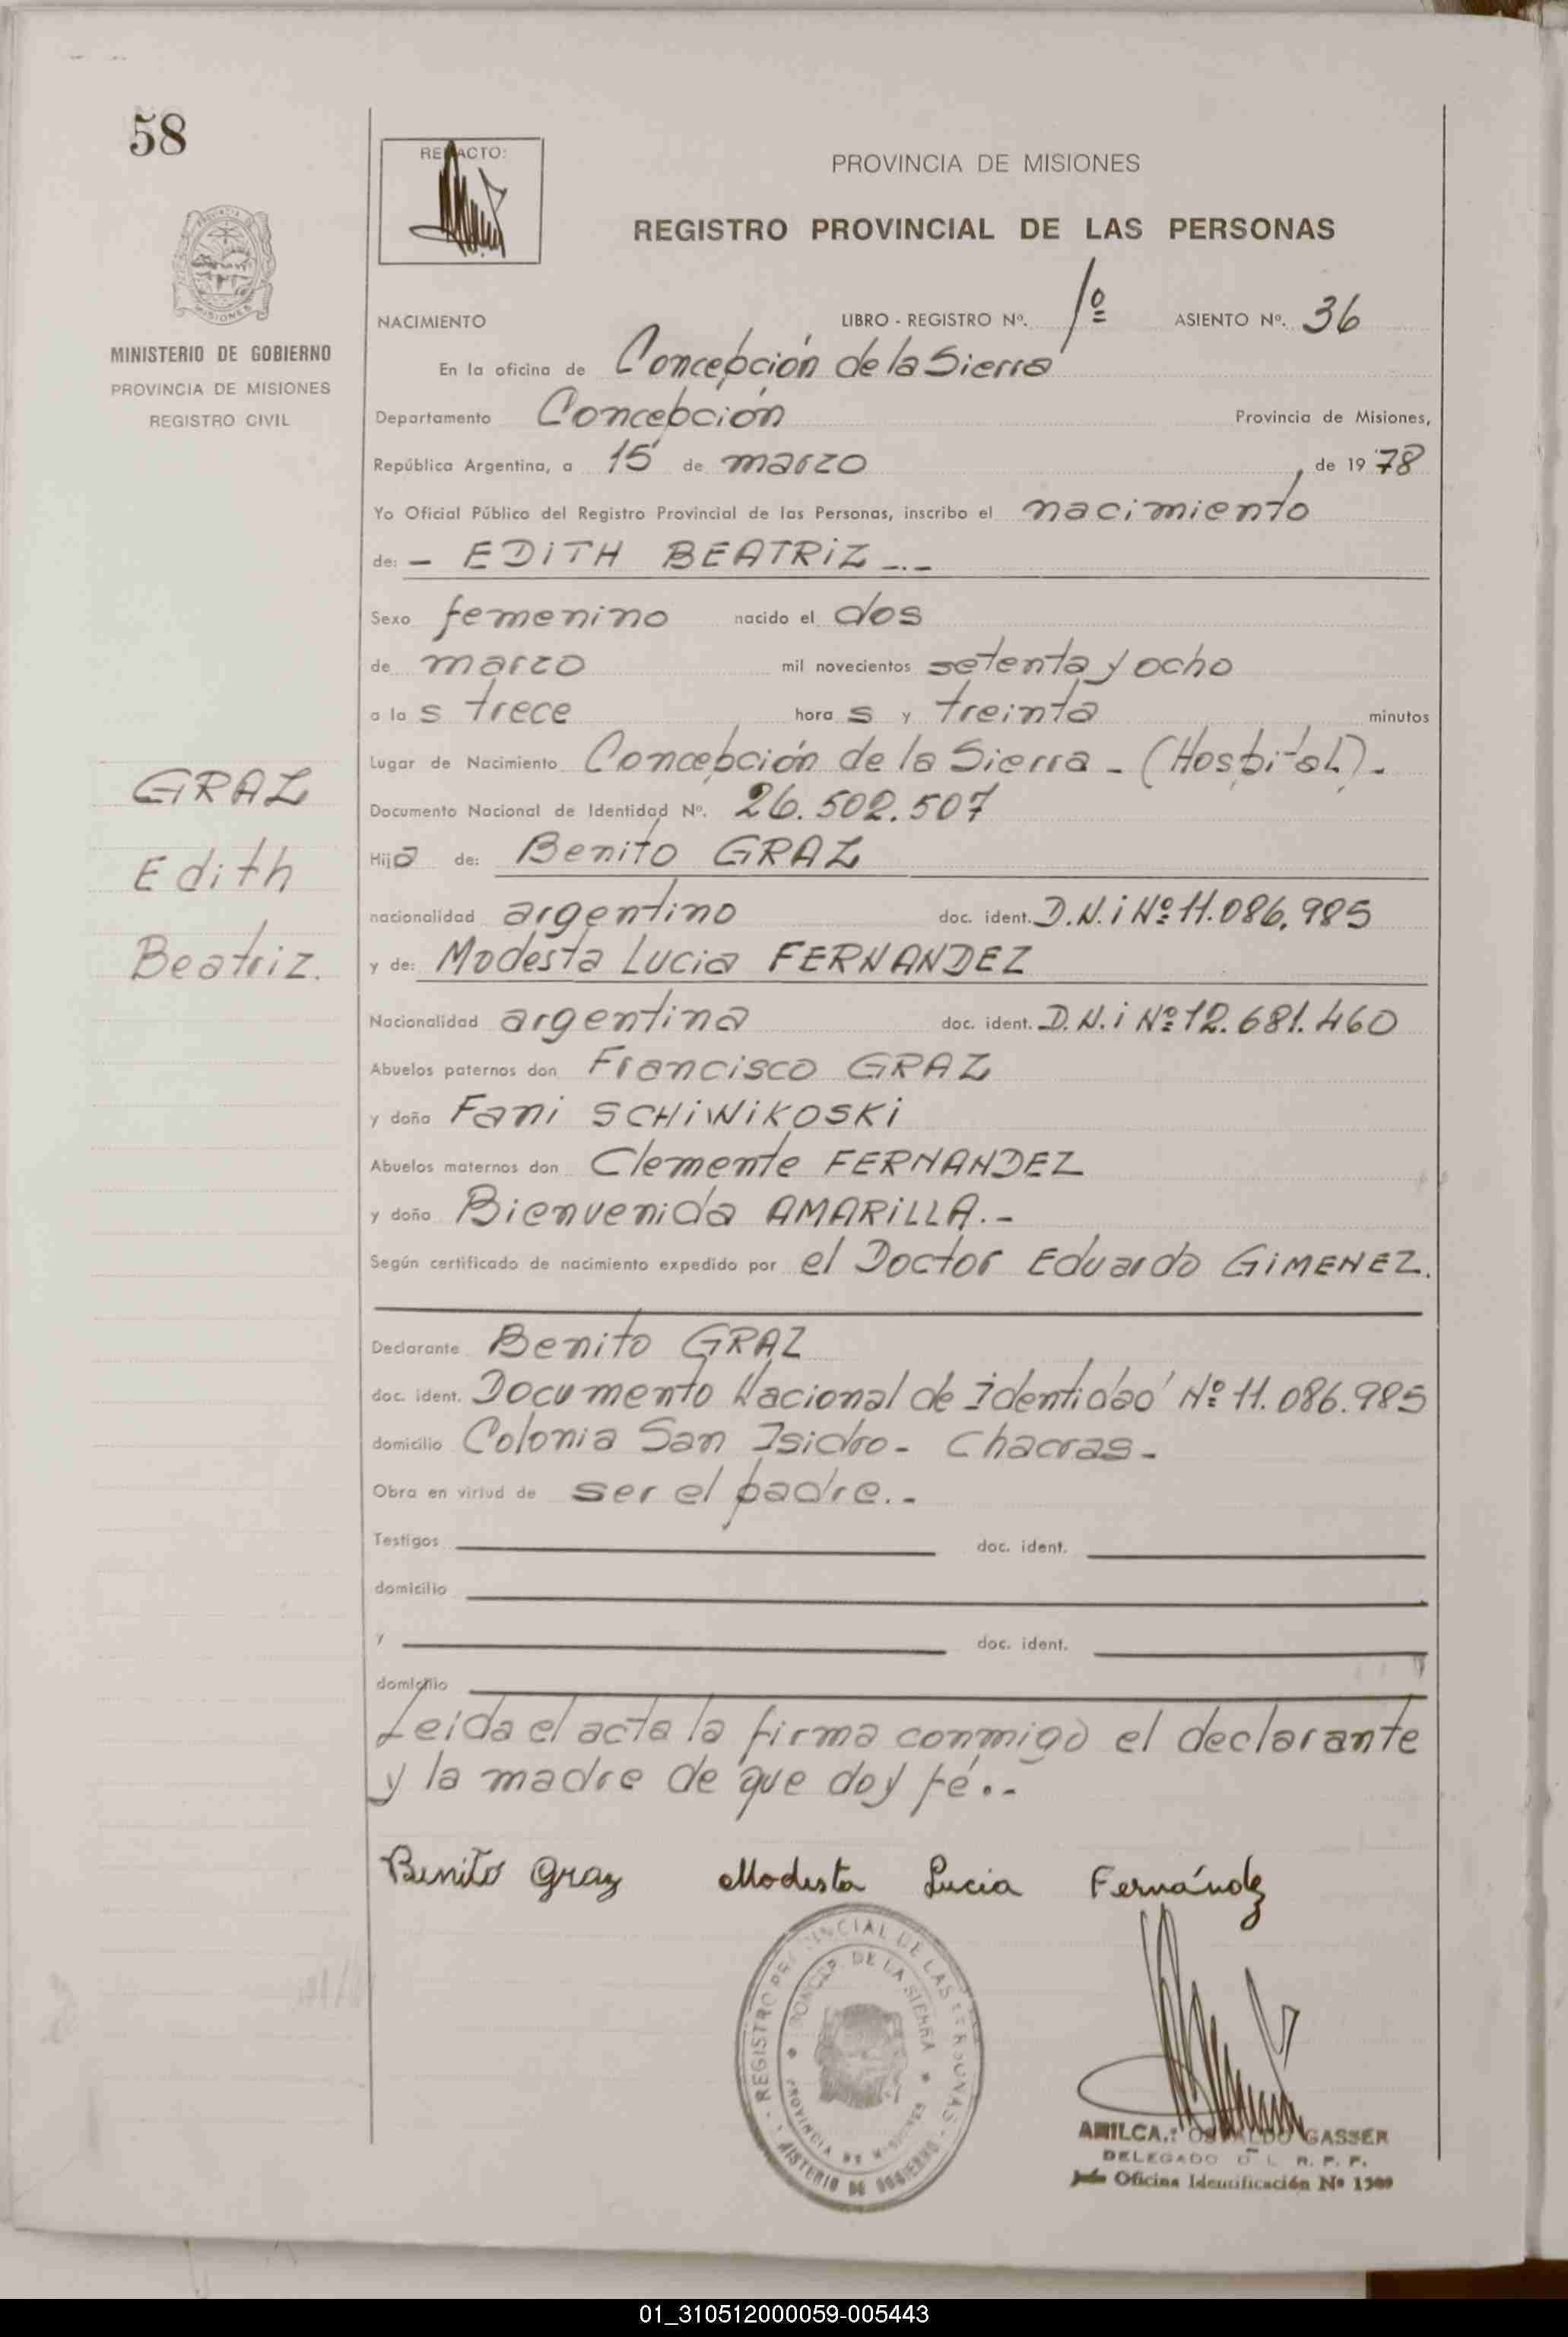 58
REF. ACTO:
PROVINCIA DE MISIONES
REGISTRO PROVINCIAL DE LAS PERSONAS
MISIONES
MINISTERIO DE GOBIERNO
PROVINCIA DE MISIONES
REGISTRO CIVIL
NACIMIENTO LIBRO - REGISTRO Nº. 1º ASIENTO Nº. 36
En la oficina de Concepción de la Sierra
Departamento Concepción Provincia de Misiones,
República Argentina, a 15 de marzo de 1978
Yo Oficial Público del Registro Provincial de las Personas, inscribo el nacimiento
de: - EDITH BEATRIZ -.-
Sexo femenino nacido el dos
de marzo mil novecientos setenta y ocho
a las trece horas y treinta minutos
Lugar de Nacimiento Concepción de la Sierra - (Hospital).-
Documento Nacional de Identidad Nº. 26.502.507
Hija de: Benito GRAZ
nacionalidad argentino doc. ident. D.N.i Nº 11.086.985
y de: Modesta Lucia FERNANDEZ
Nacionalidad argentina doc. ident. D.N.i Nº 12.681.460
Abuelos paternos don Francisco GRAZ
y doña Fani SCHiWiKOSKi
Abuelos maternos don Clemente FERNANDEZ
y doña Bienvenida AMARiLLA.-
Según certificado de nacimiento expedido por el Doctor Eduardo GiMENEZ.
GRAZ
Edith
Beatriz.
Declarante Benito GRAZ
doc. ident. Documento Nacional de identidad Nº 11.086.985
domicilio Colonia San Isidro - Chacras -
Obra en virtud de ser el padre.-
Testigos doc. ident.
domicilio
y doc. ident.
domicilio
Leida el acta la firma conmigo el declarante
y la madre de que doy fé.-
Benito Graz Modesta Lucia Fernández
REGISTRO PROVINCIAL DE LAS PERSONAS
CONCEP. DE LA SIERRA
PROVINCIA DE MISIONES
MINISTERIO DE GOBIERNO
AMILCAR OSVALDO GASSER
DELEGADO DEL R. P. P.
Jefe Oficina Identificación Nº 1309
01_310512000059-005443